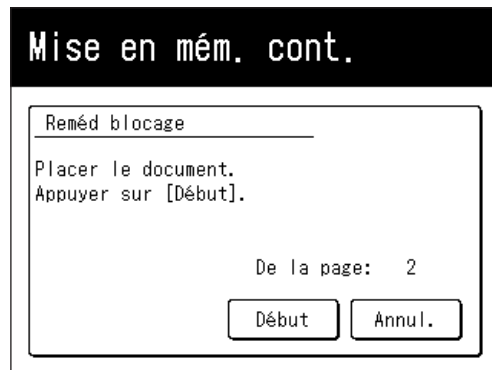 Mise en mém. cont.
Reméd blocage
Placer le document.
Appuyer sur [Début].
De la page: 2
Début Annul.